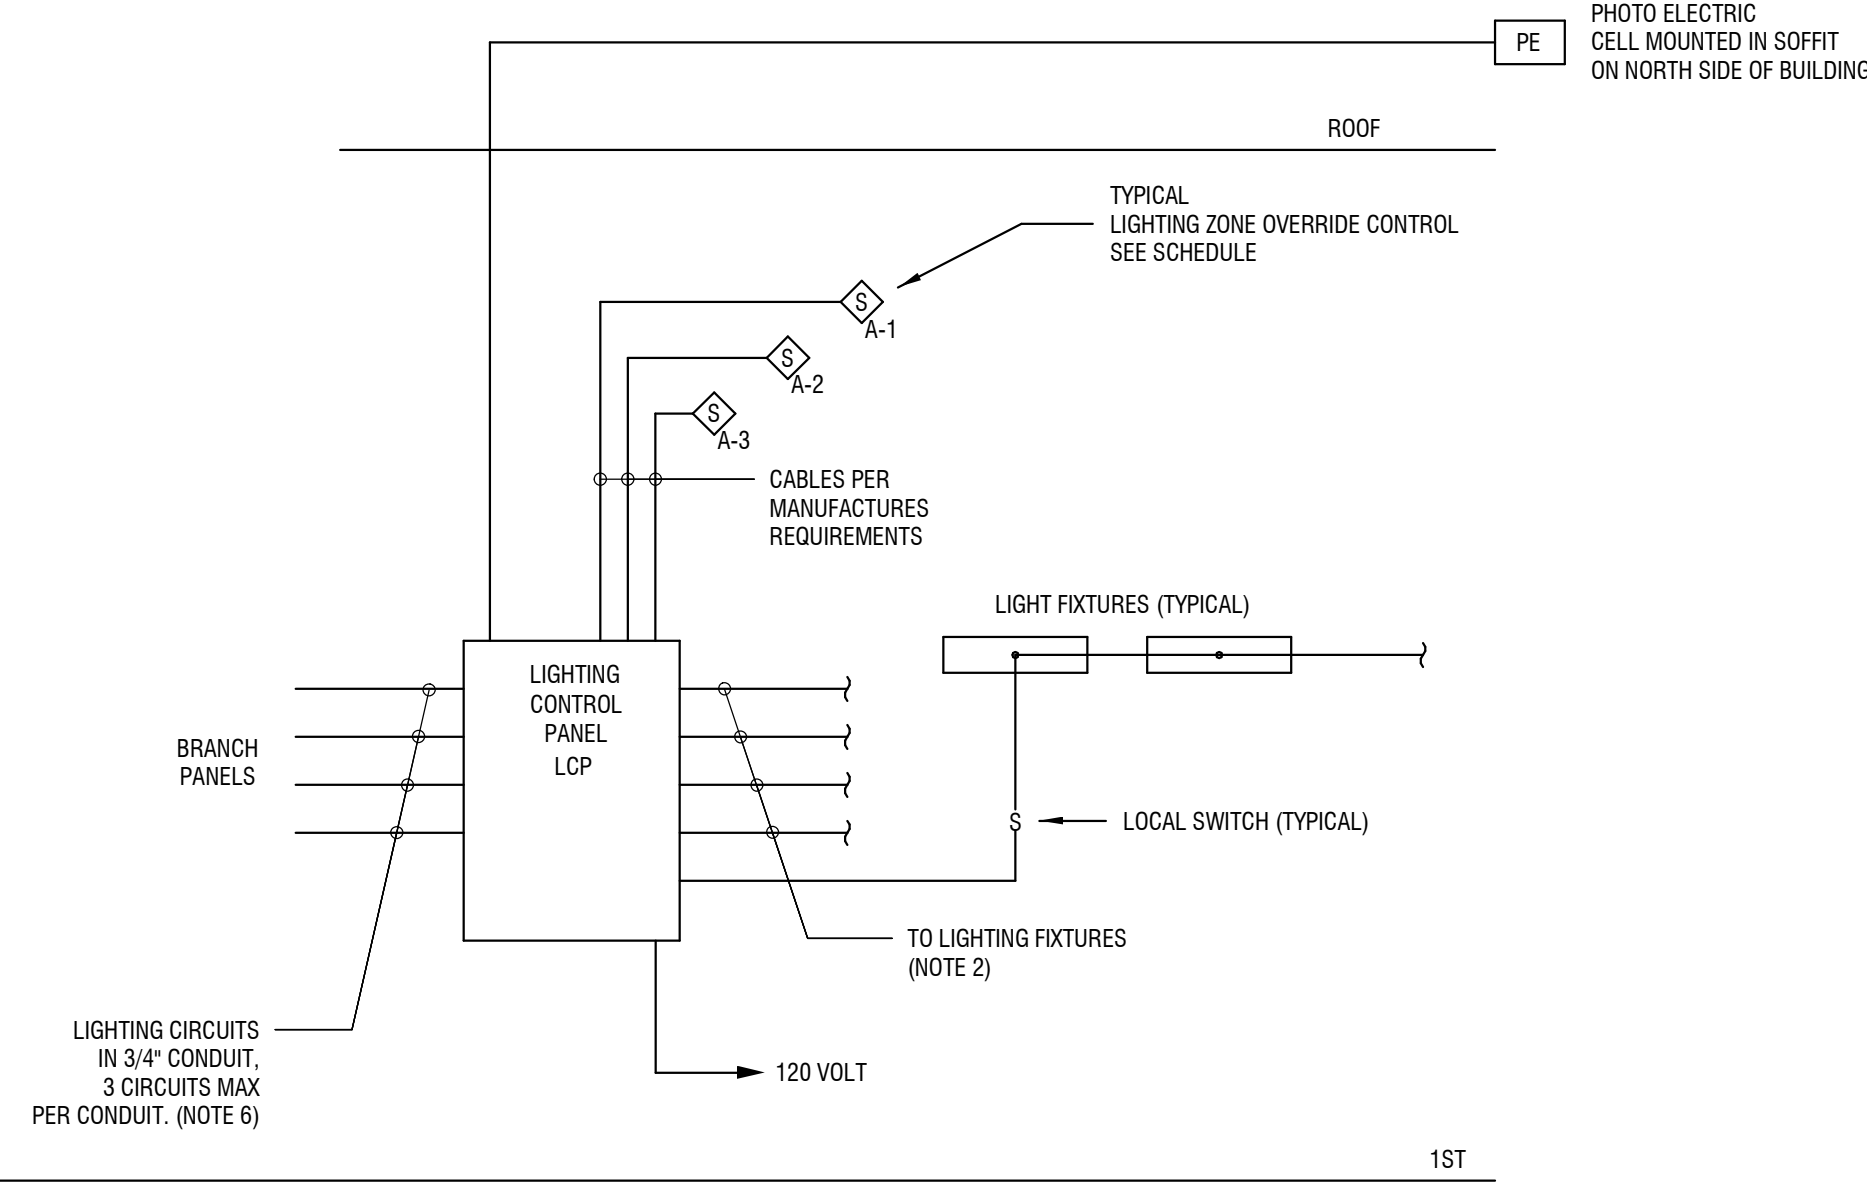 PHOTO ELECTRIC
CELL MOUNTED IN SOFFIT
ON NORTH SIDE OF BUILDING
PE
ROOF
TYPICAL
LIGHTING ZONE OVERRIDE CONTROL
SEE SCHEDULE
S
A-1
S
A-2
S
A-3
CABLES PER
MANUFACTURES
REQUIREMENTS
LIGHT FIXTURES (TYPICAL)
LIGHTING
CONTROL
PANEL
LCP
BRANCH
PANELS
S
LOCAL SWITCH (TYPICAL)
TO LIGHTING FIXTURES
(NOTE 2)
LIGHTING CIRCUITS
IN 3/4" CONDUIT,
3 CIRCUITS MAX
PER CONDUIT. (NOTE 6)
120 VOLT
1ST